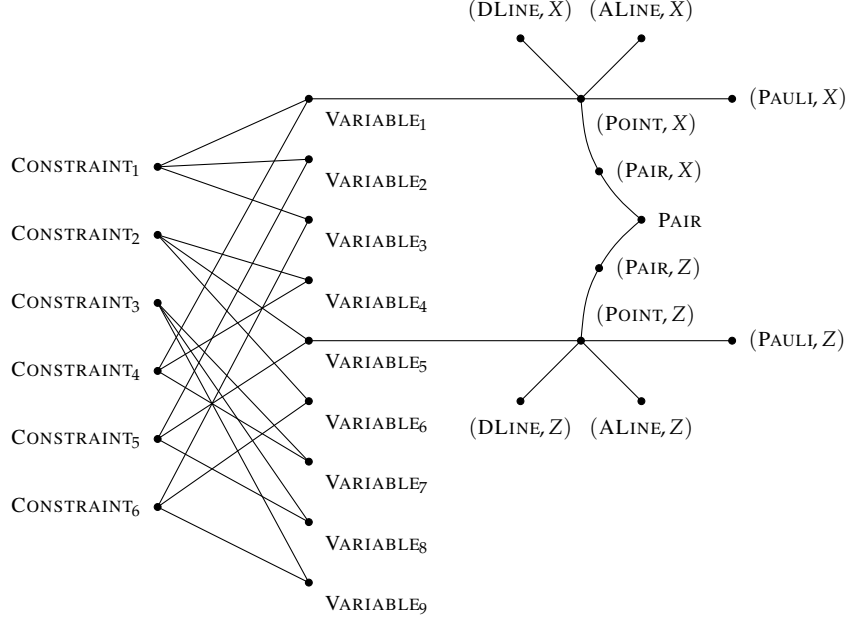 (DLINE, X) (ALINE, X)
(PAULI, X)
VARIABLE₁
(POINT, X)
CONSTRAINT₁
(PAIR, X)
VARIABLE₂
PAIR
CONSTRAINT₂
VARIABLE₃
(PAIR, Z)
CONSTRAINT₃
VARIABLE₄
(POINT, Z)
(PAULI, Z)
VARIABLE₅
CONSTRAINT₄
VARIABLE₆
(DLINE, Z) (ALINE, Z)
CONSTRAINT₅
VARIABLE₇
CONSTRAINT₆
VARIABLE₈
VARIABLE₉